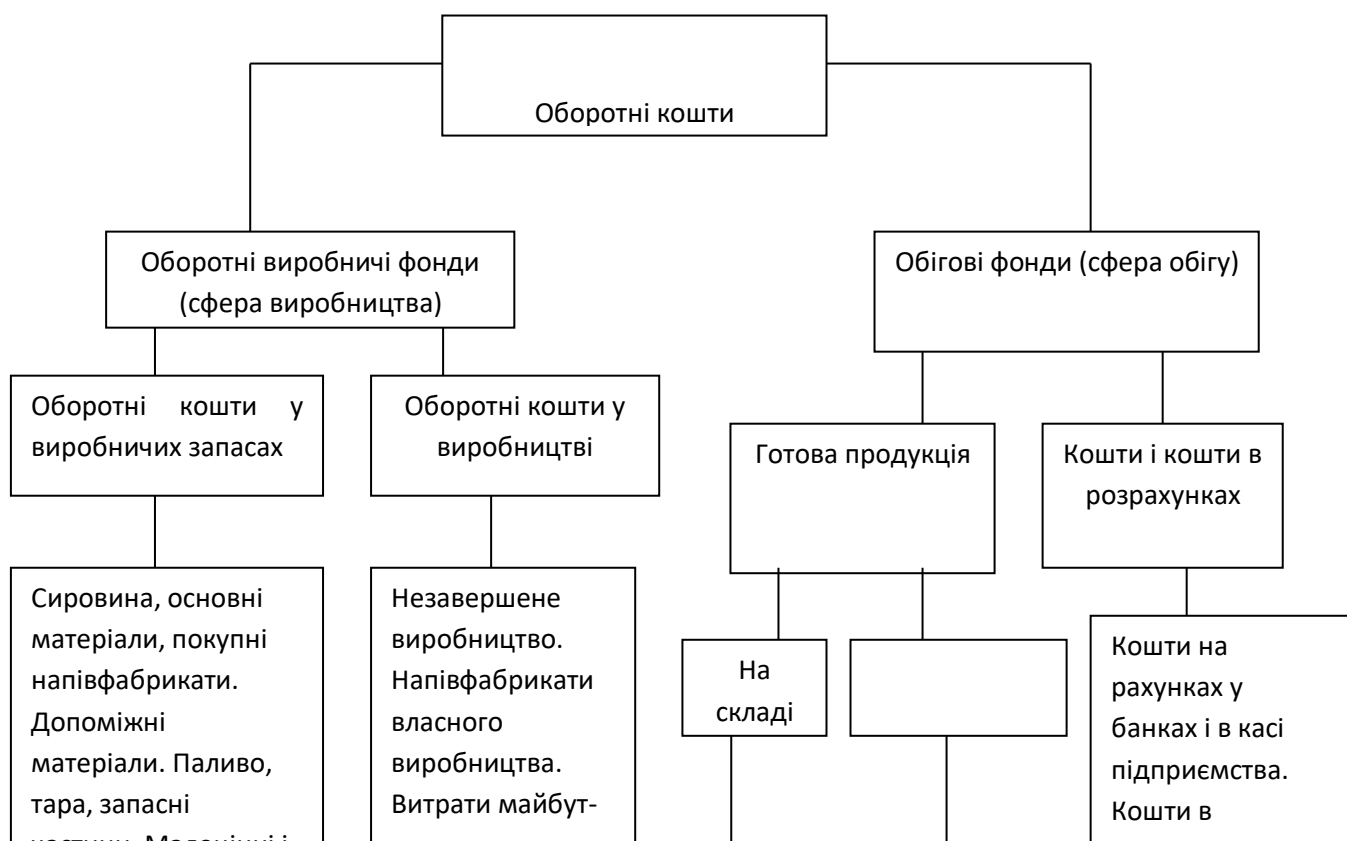 Оборотні кошти
Оборотні виробничі фонди
(сфера виробництва)
Обігові фонди (сфера обігу)
Оборотні кошти у
виробничих запасах
Оборотні кошти у
виробництві
Готова продукція
Кошти і кошти в
розрахунках
Сировина, основні
матеріали, покупні
напівфабрикати.
Допоміжні
матеріали. Паливо,
тара, запасні
Незавершене
виробництво.
Напівфабрикати
власного
виробництва.
Витрати майбут-
На
складі
Кошти на
рахунках у
банках і в касі
підприємства.
Кошти в